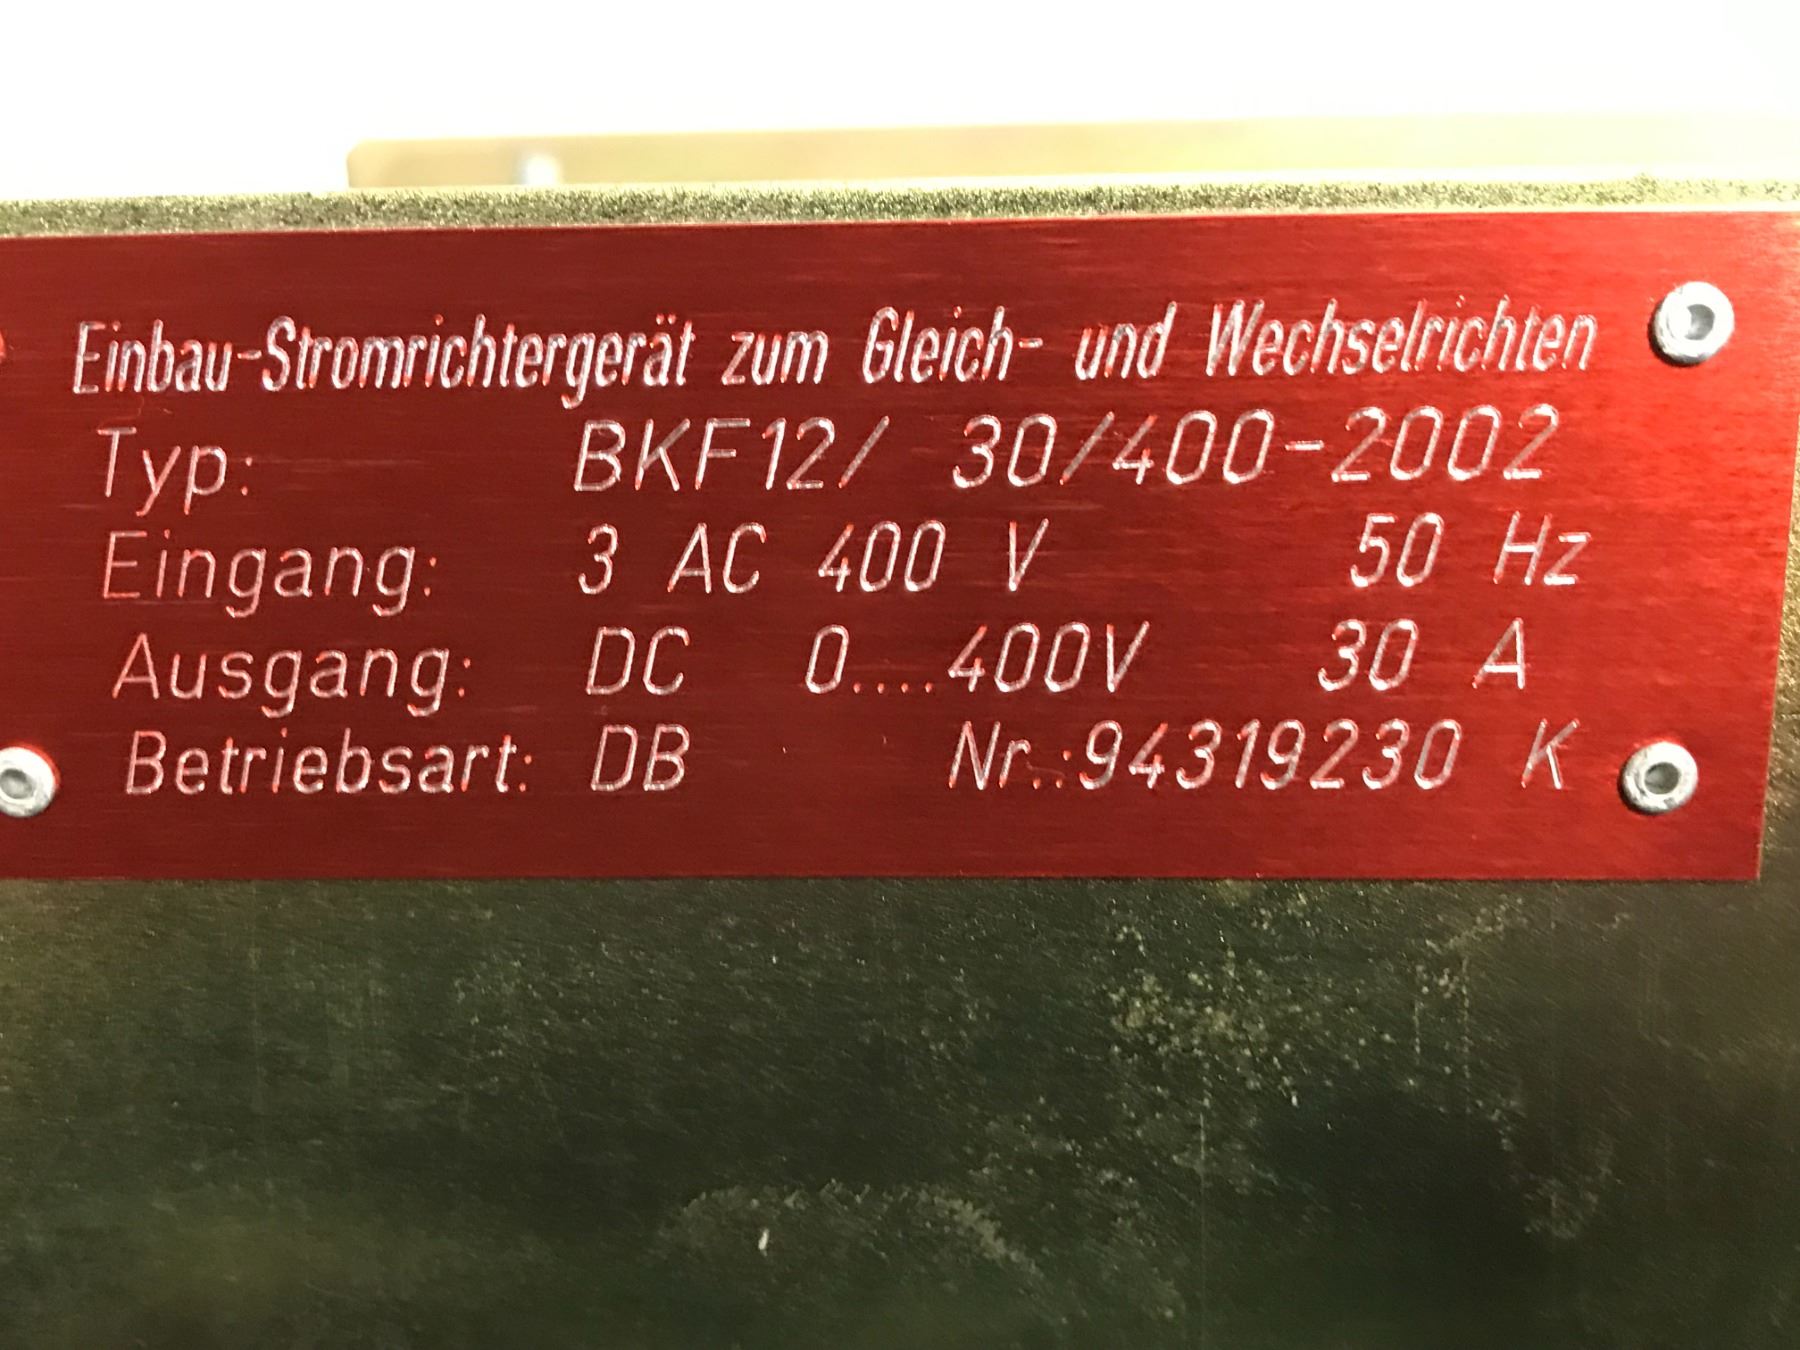 Einbau-Stromrichtergerät zum Gleich- und Wechselrichten
Typ: BKF12/ 30/400-2002
Eingang: 3 AC 400 V 50 Hz
Ausgang: DC 0....400V 30 A
Betriebsart: DB Nr.:94319230 K